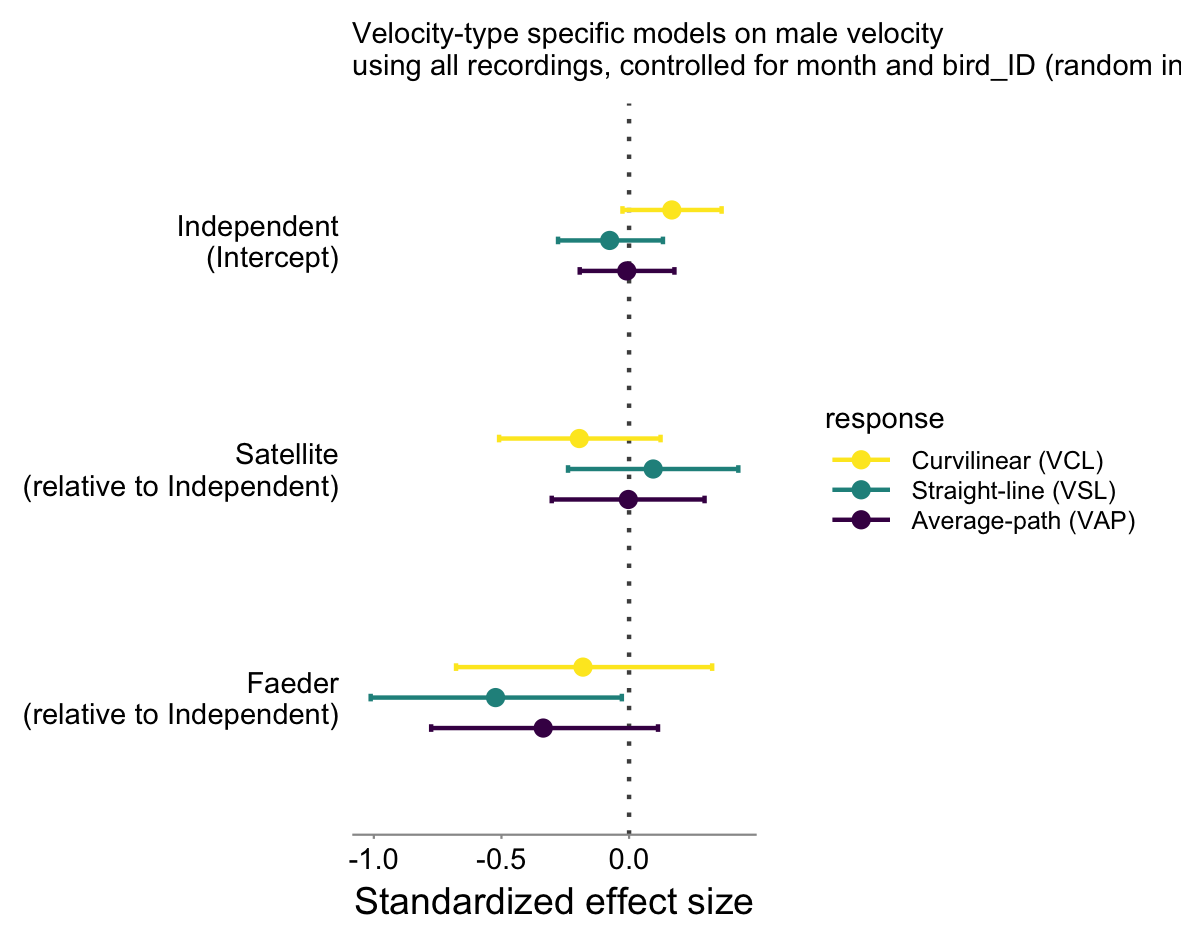 Velocity-type specific models on male velocity
using all recordings, controlled for month and bird_ID (random in
Independent
(Intercept)
Satellite
(relative to Independent)
Faeder
(relative to Independent)
response
Curvilinear (VCL)
Straight-line (VSL)
Average-path (VAP)
-1.0 -0.5 0.0
Standardized effect size